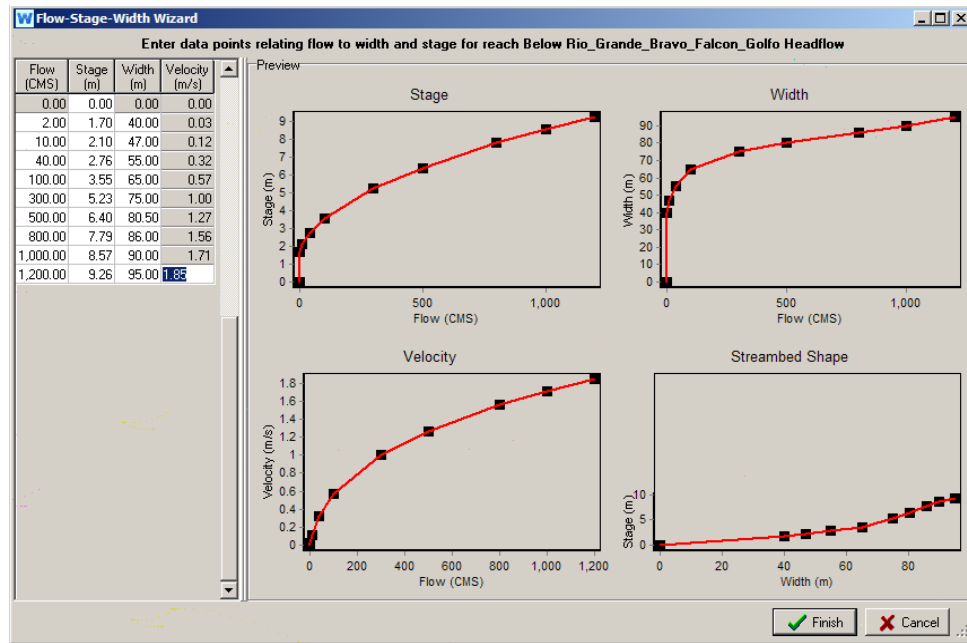 Flow-Stage-Width Wizard
Enter data points relating flow to width and stage for reach Below Rio_Grande_Bravo_Falcon_Golfo Headflow
Flow (CMS) Stage (m) Width (m) Velocity (m/s)
0.00 0.00 0.00 0.00
2.00 1.70 40.00 0.03
10.00 2.10 47.00 0.12
40.00 2.76 55.00 0.32
100.00 3.55 65.00 0.57
300.00 5.23 75.00 1.00
500.00 6.40 80.50 1.27
800.00 7.79 86.00 1.56
1,000.00 8.57 90.00 1.71
1,200.00 9.26 95.00 1.85
Preview
Stage
9
8
7
6
5
4
3
2
1
0
Stage (m)
0 500 1,000
Flow (CMS)
Width
90
80
70
60
50
40
30
20
10
0
Width (m)
0 500 1,000
Flow (CMS)
Velocity
1.8
1.6
1.4
1.2
1
0.8
0.6
0.4
0.2
0
Velocity (m/s)
0 200 400 600 800 1,000 1,200
Flow (CMS)
Streambed Shape
10
5
0
Stage (m)
0 20 40 60 80
Width (m)
Finish Cancel